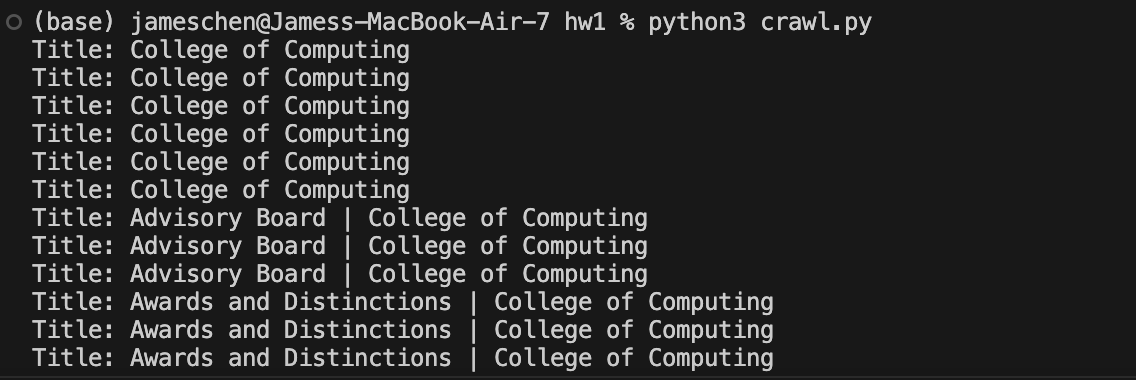 (base) jameschen@Jamess-MacBook-Air-7 hw1 % python3 crawl.py
Title: College of Computing
Title: College of Computing
Title: College of Computing
Title: College of Computing
Title: College of Computing
Title: College of Computing
Title: Advisory Board | College of Computing
Title: Advisory Board | College of Computing
Title: Advisory Board | College of Computing
Title: Awards and Distinctions | College of Computing
Title: Awards and Distinctions | College of Computing
Title: Awards and Distinctions | College of Computing